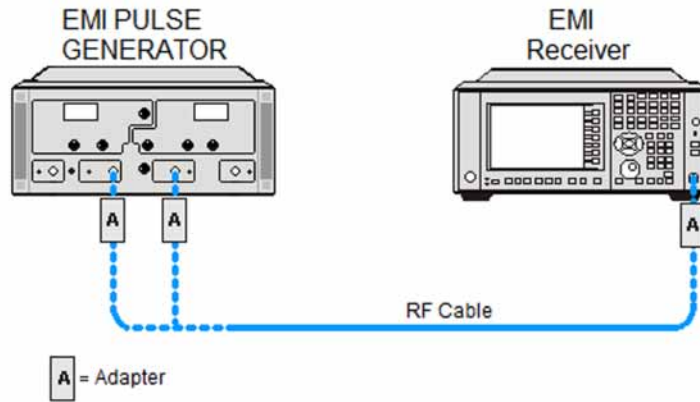 EMI PULSE
GENERATOR
EMI
Receiver
A
A
A
RF Cable
A = Adapter